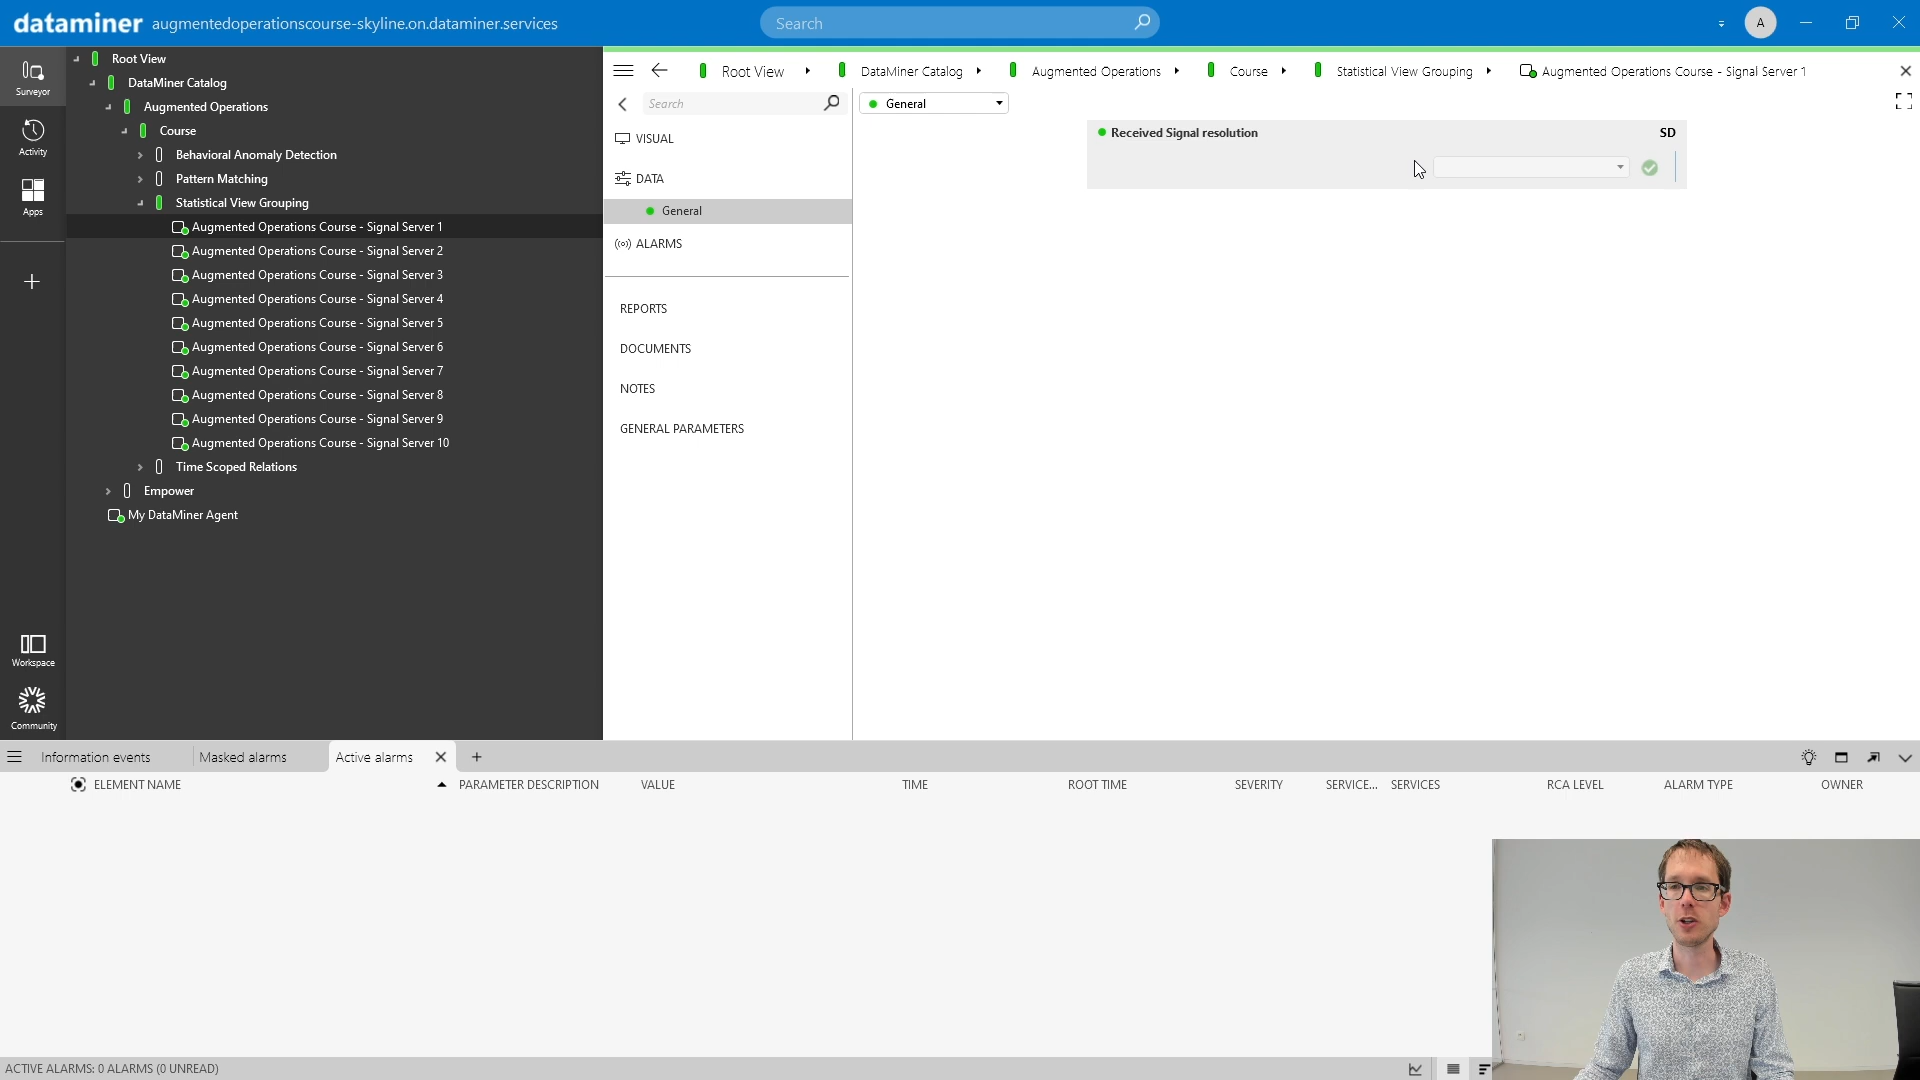 dataminer augmentedoperationscourse-skyline.on.dataminer.services
Search
A
Surveyor
Activity
Apps
Workspace
Community
Root View
DataMiner Catalog
Augmented Operations
Course
Behavioral Anomaly Detection
Pattern Matching
Statistical View Grouping
Augmented Operations Course - Signal Server 1
Augmented Operations Course - Signal Server 2
Augmented Operations Course - Signal Server 3
Augmented Operations Course - Signal Server 4
Augmented Operations Course - Signal Server 5
Augmented Operations Course - Signal Server 6
Augmented Operations Course - Signal Server 7
Augmented Operations Course - Signal Server 8
Augmented Operations Course - Signal Server 9
Augmented Operations Course - Signal Server 10
Time Scoped Relations
Empower
My DataMiner Agent
Root View DataMiner Catalog Augmented Operations Course Statistical View Grouping Augmented Operations Course - Signal Server 1
Search
VISUAL
DATA
General
ALARMS
REPORTS
DOCUMENTS
NOTES
GENERAL PARAMETERS
General
Received Signal resolution SD
Information events Masked alarms Active alarms
ELEMENT NAME PARAMETER DESCRIPTION VALUE TIME ROOT TIME SEVERITY SERVICE... SERVICES RCA LEVEL ALARM TYPE OWNER
ACTIVE ALARMS: 0 ALARMS (0 UNREAD)